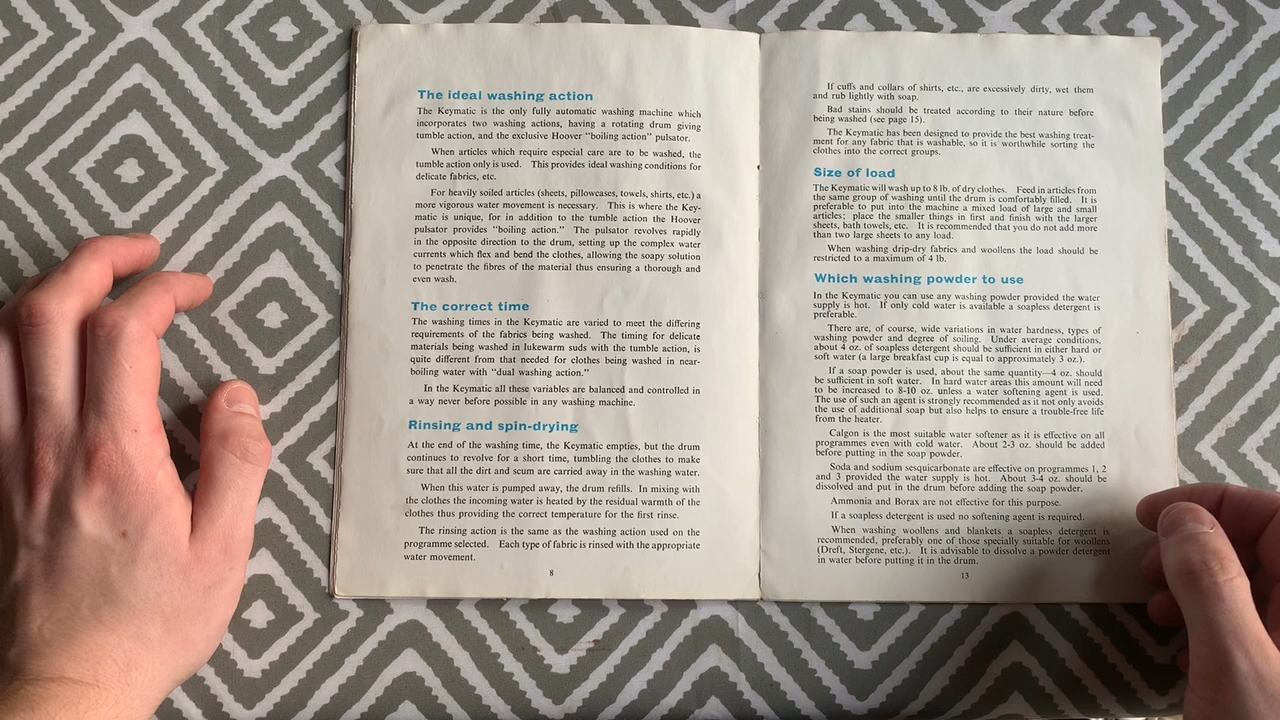 The ideal washing action
The Keymatic is the only fully automatic washing machine which
incorporates two washing actions, having a rotating drum giving
tumble action, and the exclusive Hoover "boiling action" pulsator.
When articles which require especial care are to be washed, the
tumble action only is used. This provides ideal washing conditions for
delicate fabrics, etc.
For heavily soiled articles (sheets, pillowcases, towels, shirts, etc.) a
more vigorous water movement is necessary. This is where the Key-
matic is unique, for in addition to the tumble action the Hoover
pulsator provides "boiling action." The pulsator revolves rapidly
in the opposite direction to the drum, setting up the complex water
currents which flex and bend the clothes, allowing the soapy solution
to penetrate the fibres of the material thus ensuring a thorough and
even wash.
The correct time
The washing times in the Keymatic are varied to meet the differing
requirements of the fabrics being washed. The timing for delicate
materials being washed in lukewarm suds with the tumble action, is
quite different from that needed for clothes being washed in near-
boiling water with "dual washing action."
In the Keymatic all these variables are balanced and controlled in
a way never before possible in any washing machine.
Rinsing and spin-drying
At the end of the washing time, the Keymatic empties, but the drum
continues to revolve for a short time, tumbling the clothes to make
sure that all the dirt and scum are carried away in the washing water.
When this water is pumped away, the drum refills. In mixing with
the clothes the incoming water is heated by the residual warmth of the
clothes thus providing the correct temperature for the first rinse.
The rinsing action is the same as the washing action used on the
programme selected. Each type of fabric is rinsed with the appropriate
water movement.
8
If cuffs and collars of shirts, etc., are excessively dirty, wet them
and rub lightly with soap.
Bad stains should be treated according to their nature before
being washed (see page 15).
The Keymatic has been designed to provide the best washing treat-
ment for any fabric that is washable, so it is worthwhile sorting the
clothes into the correct groups.
Size of load
The Keymatic will wash up to 8 lb. of dry clothes. Feed in articles from
the same group of washing until the drum is comfortably filled. It is
preferable to put into the machine a mixed load of large and small
articles; place the smaller things in first and finish with the larger
sheets, bath towels, etc. It is recommended that you do not add more
than two large sheets to any load.
When washing drip-dry fabrics and woollens the load should be
restricted to a maximum of 4 lb.
Which washing powder to use
In the Keymatic you can use any washing powder provided the water
supply is hot. If only cold water is available a soapless detergent is
preferable.
There are, of course, wide variations in water hardness, types of
washing powder and degree of soiling. Under average conditions,
about 4 oz. of soapless detergent should be sufficient in either hard or
soft water (a large breakfast cup is equal to approximately 3 oz.).
If a soap powder is used, about the same quantity—4 oz. should
be sufficient in soft water. In hard water areas this amount will need
to be increased to 8-10 oz. unless a water softening agent is used.
The use of such an agent is strongly recommended as it not only avoids
the use of additional soap but also helps to ensure a trouble-free life
from the heater.
Calgon is the most suitable water softener as it is effective on all
programmes even with cold water. About 2-3 oz. should be added
before putting in the soap powder.
Soda and sodium sesquicarbonate are effective on programmes 1, 2
and 3 provided the water supply is hot. About 3-4 oz. should be
dissolved and put in the drum before adding the soap powder.
Ammonia and Borax are not effective for this purpose.
If a soapless detergent is used no softening agent is required.
When washing woollens and blankets a soapless detergent is
recommended, preferably one of those specially suitable for woollens
(Dreft, Stergene, etc.). It is advisable to dissolve a powder detergent
in water before putting it in the drum.
13